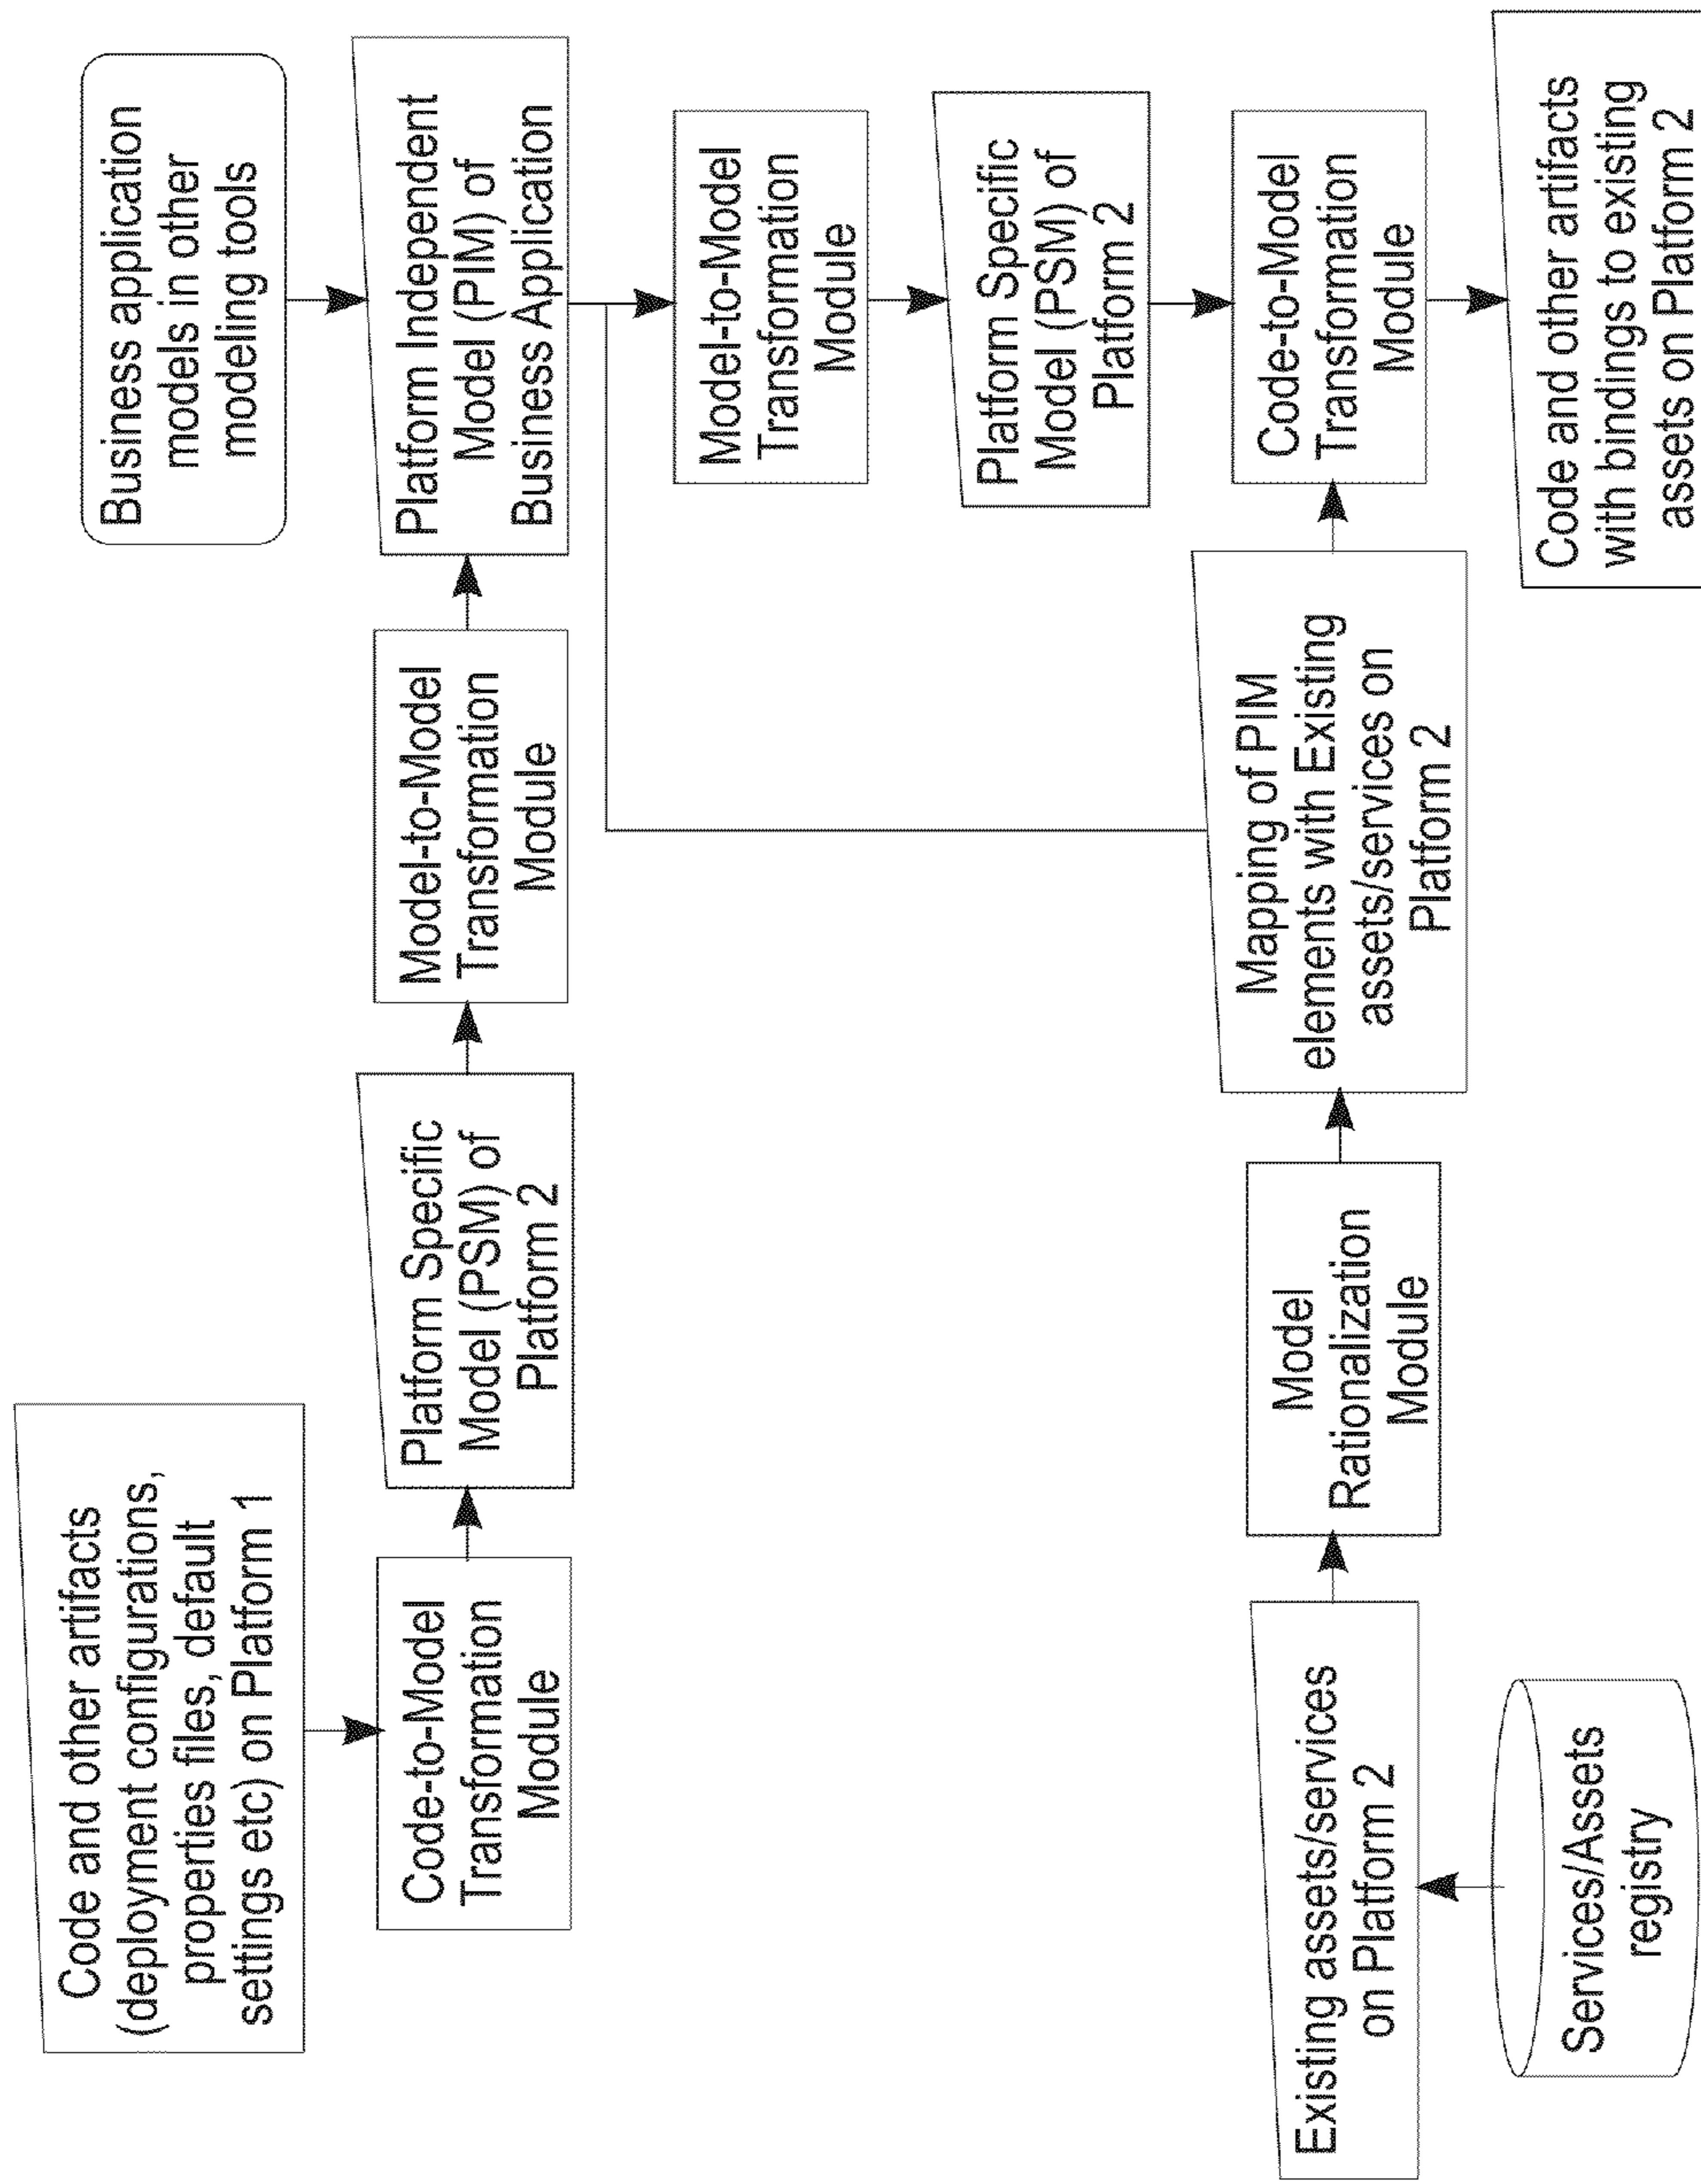 Code and other artifacts
(deployment configurations,
properties files, default
settings etc) on Platform 1
Code-to-Model
Transformation
Module
Platform Specific
Model (PSM) of
Platform 2
Model-to-Model
Transformation
Module
Business application
models in other
modeling tools
Platform Independent
Model (PIM) of
Business Application
Model-to-Model
Transformation
Module
Platform Specific
Model (PSM) of
Platform 2
Services/Assets
registry
Existing assets/services
on Platform 2
Model
Rationalization
Module
Mapping of PIM
elements with Existing
assets/services on
Platform 2
Code-to-Model
Transformation
Module
Code and other artifacts
with bindings to existing
assets on Platform 2